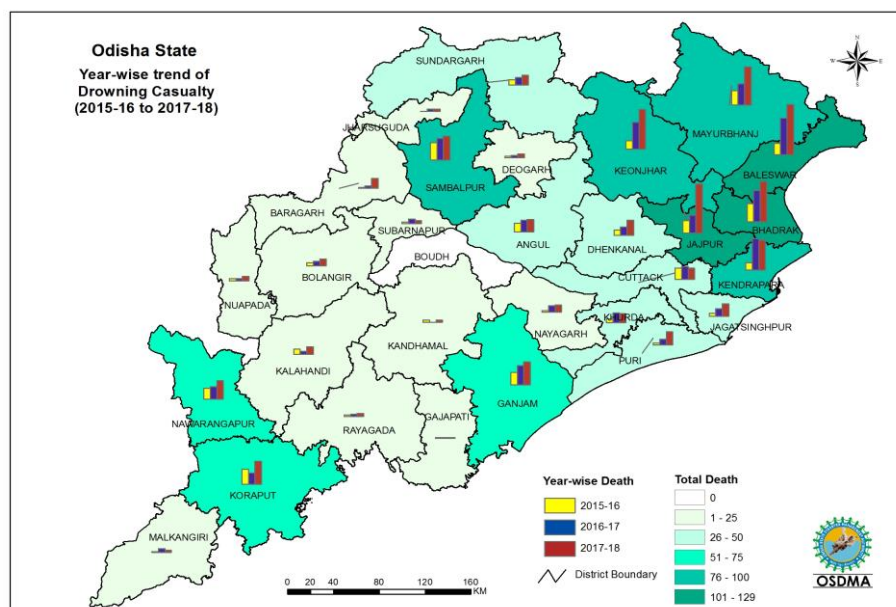 Odisha State
Year-wise trend of
Drowning Casualty
(2015-16 to 2017-18)
N
SUNDARGARH
JHARSUGUDA
SAMBALPUR
DEOGARH
KEONJHAR
MAYURBHANJ
BALESWAR
BARAGARH
SUBARNAPUR
ANGUL
DHENKANAL
JAJPUR
BHADRAK
BOLANGIR
BOUDH
CUTTACK
KENDRAPARA
NUAPADA
KANDHAMAL
NAYAGARH
KHURDA
JAGATSINGHPUR
KALAHANDI
PURI
NAWARANGAPUR
RAYAGADA
GAJAPATI
GANJAM
KORAPUT
MALKANGIRI
Year-wise Death
2015-16
2016-17
2017-18
District Boundary
Total Death
0
1 - 25
26 - 50
51 - 75
76 - 100
101 - 129
0 20 40 80 120 160
KM
OSDMA